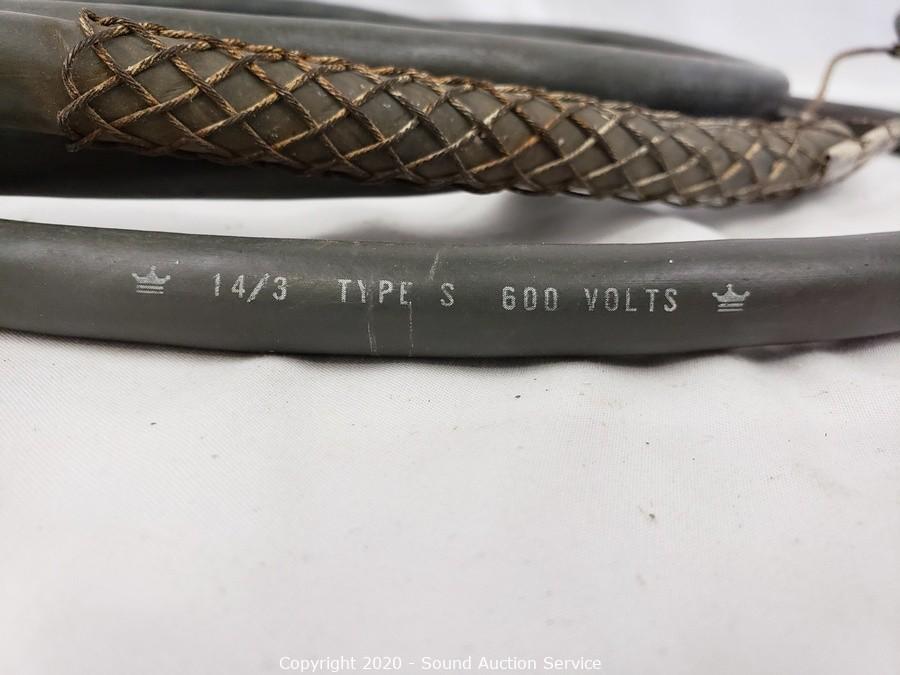 14/3 TYPE S 600 VOLTS
Copyright 2020 - Sound Auction Service